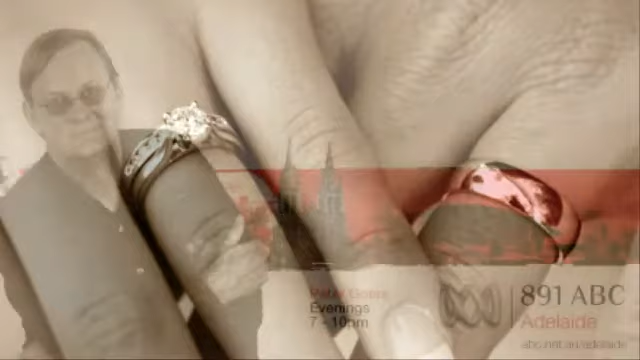 Evenings
7 - 10pm
891 ABC
Adelaide
abc.net.au/adelaide